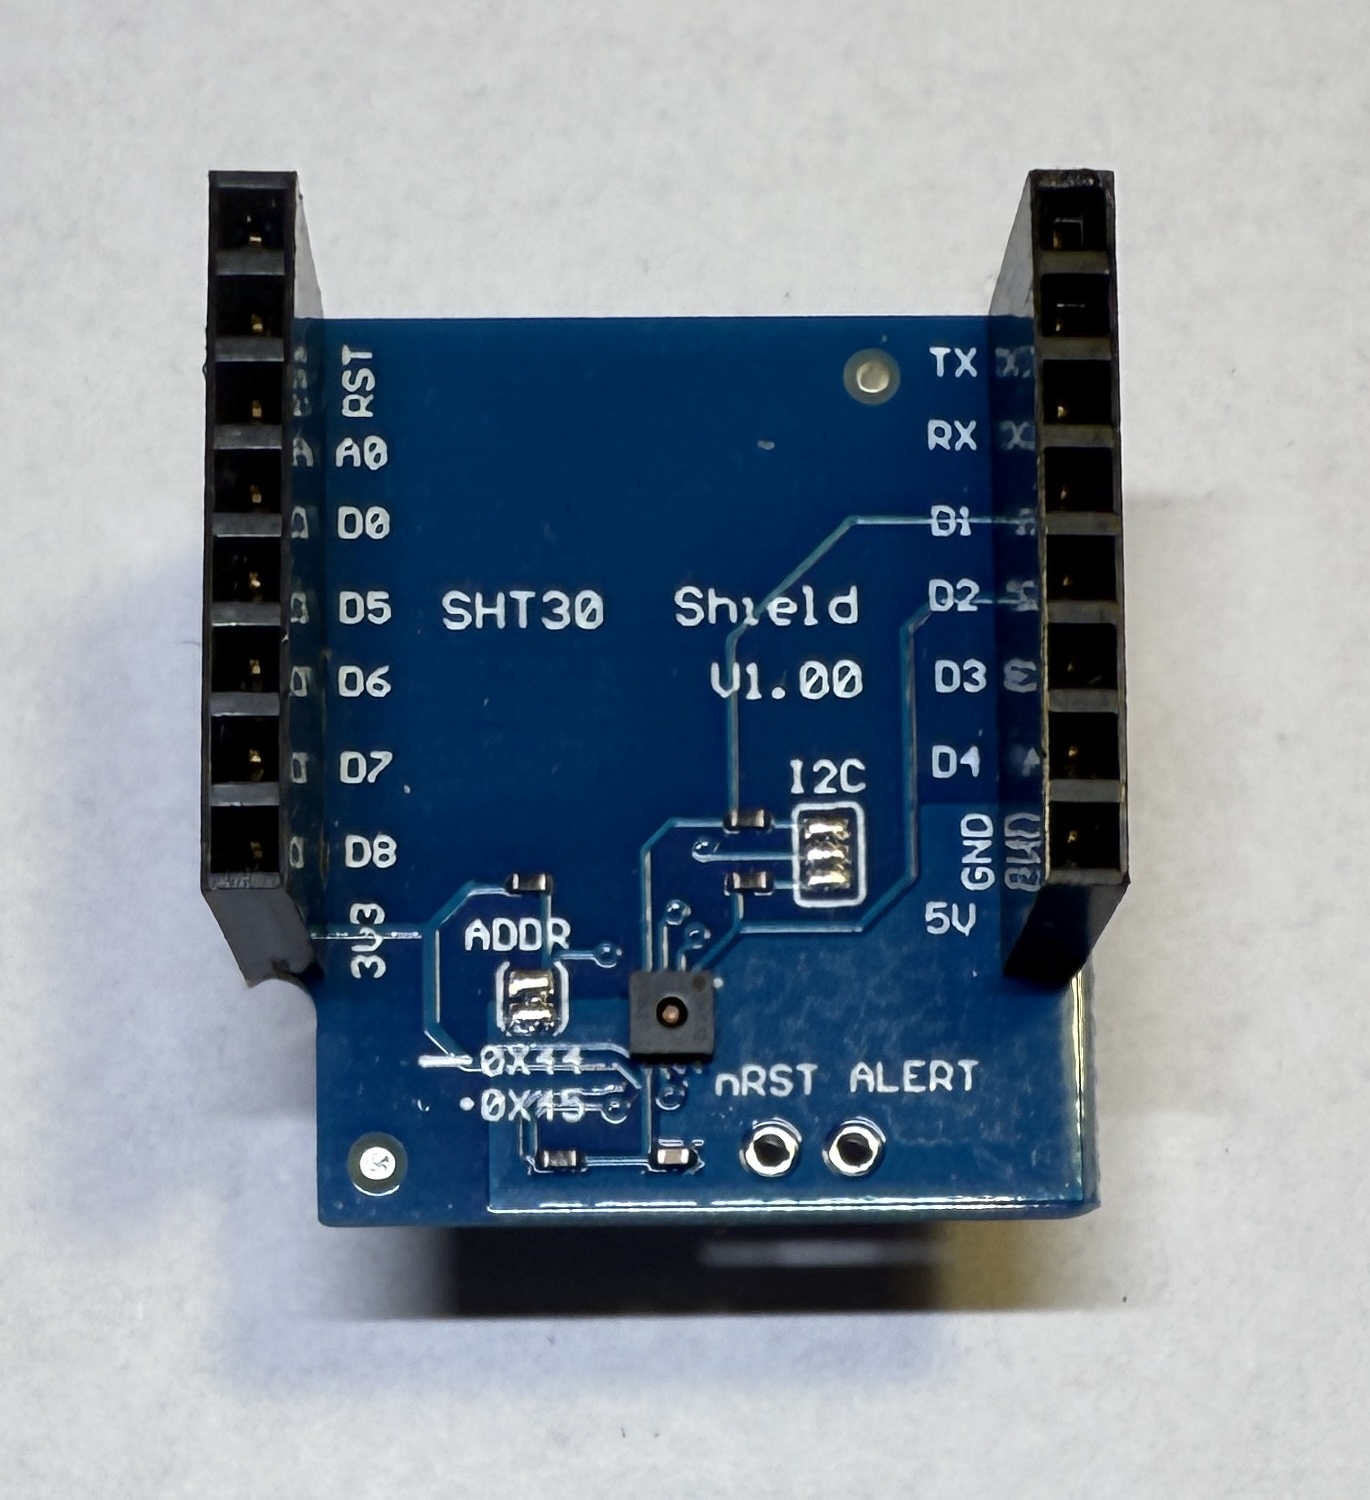 RST
TX
A0
RX
D0
D1
D5
SHT30 Shield
D2
D6
V1.00
D3
D7
I2C
D4
D8
GND
3V3
ADDR
5V
0X44
0X45
nRST ALERT